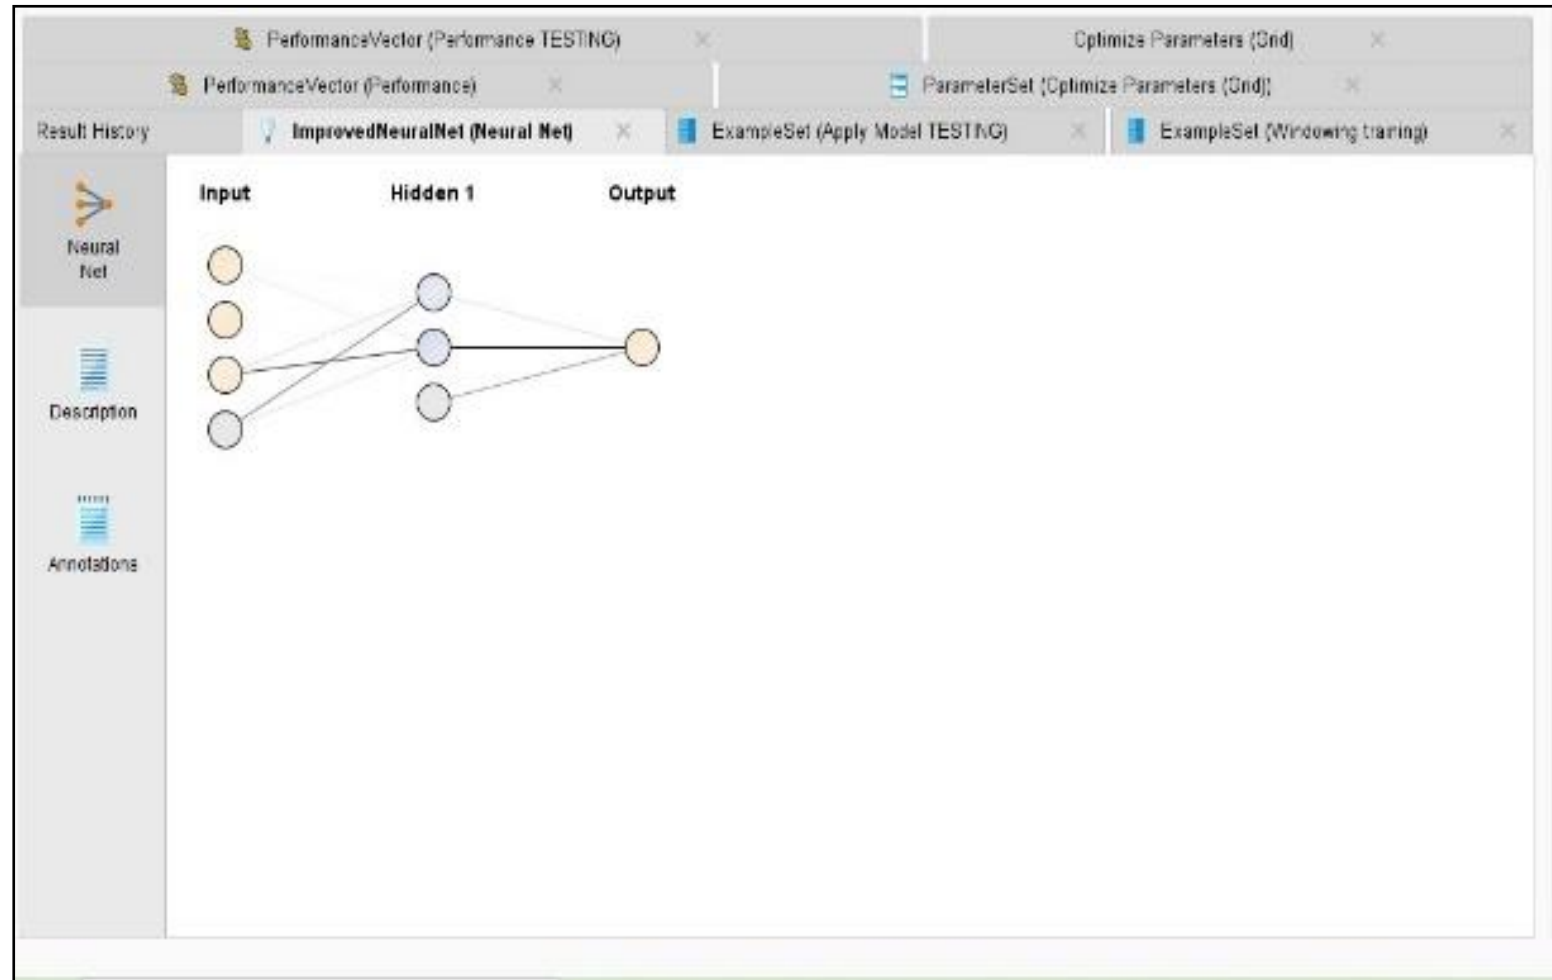 PerformanceVector (Performance TESTING)
Optimize Parameters (Grid)
PerformanceVector (Performance)
ParameterSet (Optimize Parameters (Grid))
Result History
ImprovedNeuralNet (Neural Net)
ExampleSet (Apply Model TESTING)
ExampleSet (Windowing training)
Input
Hidden 1
Output
Neural
Net
Description
Annotations